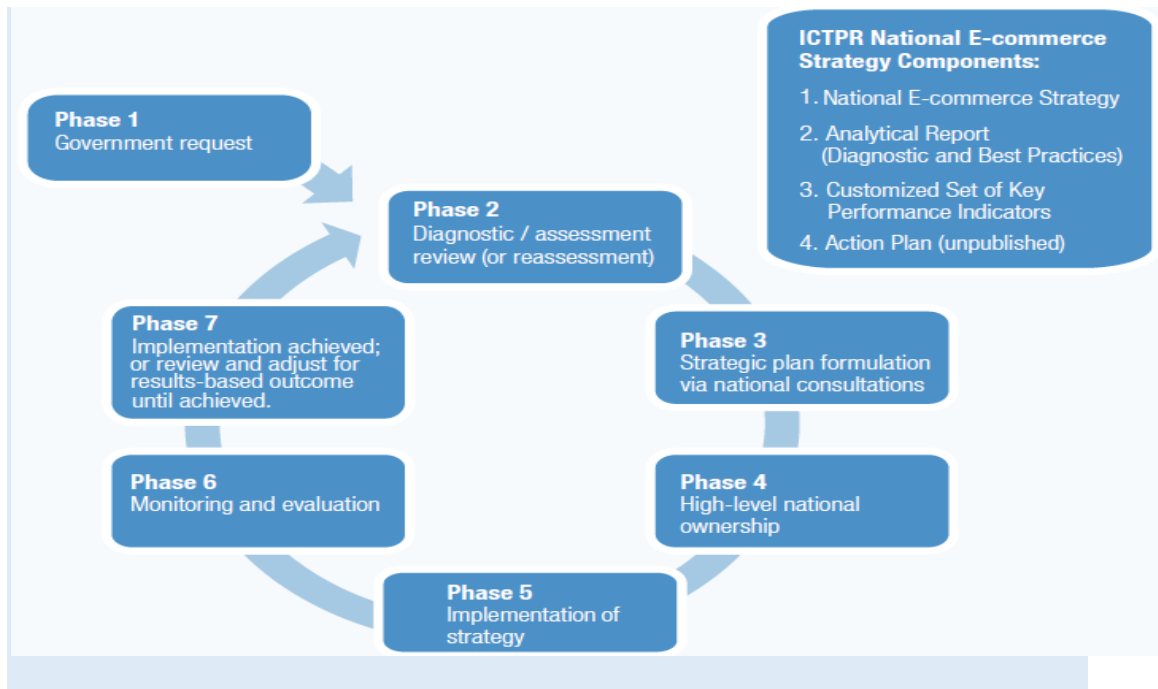 ICTPR National E-commerce
Strategy Components:
1. National E-commerce Strategy
2. Analytical Report
(Diagnostic and Best Practices)
3. Customized Set of Key
Performance Indicators
4. Action Plan (unpublished)
Phase 1
Government request
Phase 2
Diagnostic / assessment
review (or reassessment)
Phase 3
Strategic plan formulation
via national consultations
Phase 4
High-level national
ownership
Phase 5
Implementation of
strategy
Phase 6
Monitoring and evaluation
Phase 7
Implementation achieved;
or review and adjust for
results-based outcome
until achieved.